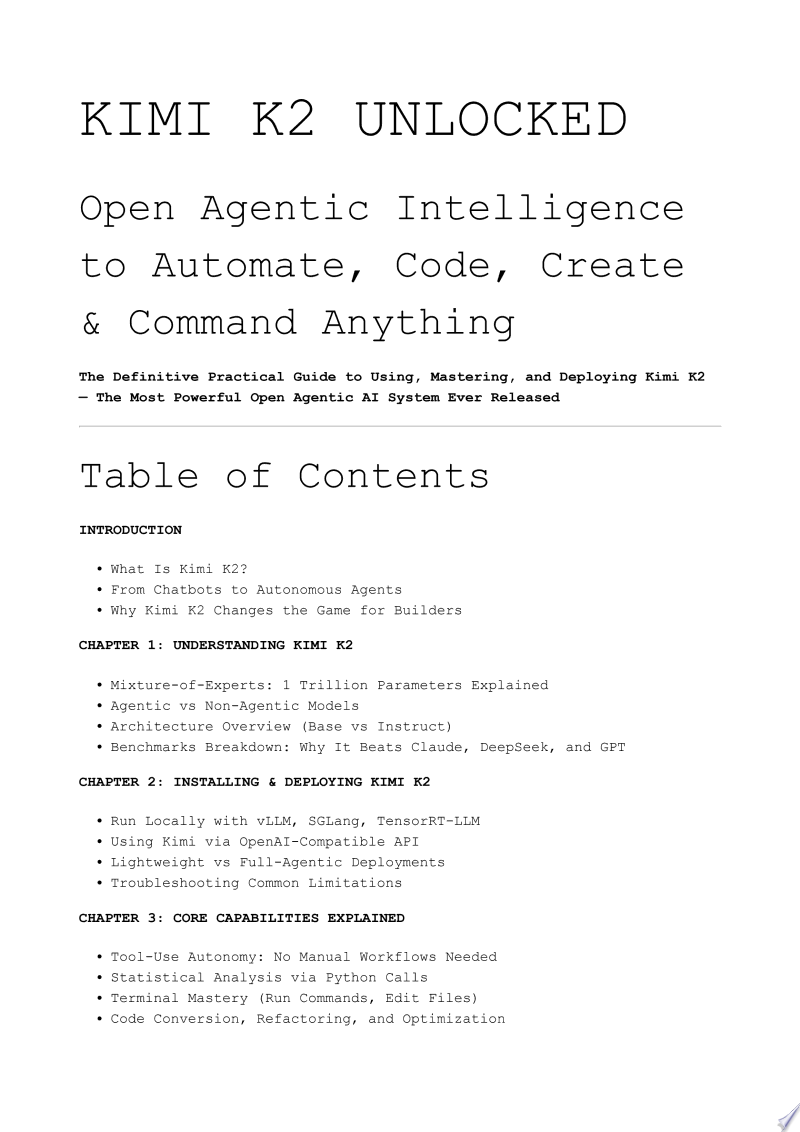 KIMI K2 UNLOCKED
Open Agentic Intelligence
to Automate, Code, Create
& Command Anything
The Definitive Practical Guide to Using, Mastering, and Deploying Kimi K2
— The Most Powerful Open Agentic AI System Ever Released
Table of Contents
INTRODUCTION
• What Is Kimi K2?
• From Chatbots to Autonomous Agents
• Why Kimi K2 Changes the Game for Builders
CHAPTER 1: UNDERSTANDING KIMI K2
• Mixture-of-Experts: 1 Trillion Parameters Explained
• Agentic vs Non-Agentic Models
• Architecture Overview (Base vs Instruct)
• Benchmarks Breakdown: Why It Beats Claude, DeepSeek, and GPT
CHAPTER 2: INSTALLING & DEPLOYING KIMI K2
• Run Locally with vLLM, SGLang, TensorRT-LLM
• Using Kimi via OpenAI-Compatible API
• Lightweight vs Full-Agentic Deployments
• Troubleshooting Common Limitations
CHAPTER 3: CORE CAPABILITIES EXPLAINED
• Tool-Use Autonomy: No Manual Workflows Needed
• Statistical Analysis via Python Calls
• Terminal Mastery (Run Commands, Edit Files)
• Code Conversion, Refactoring, and Optimization